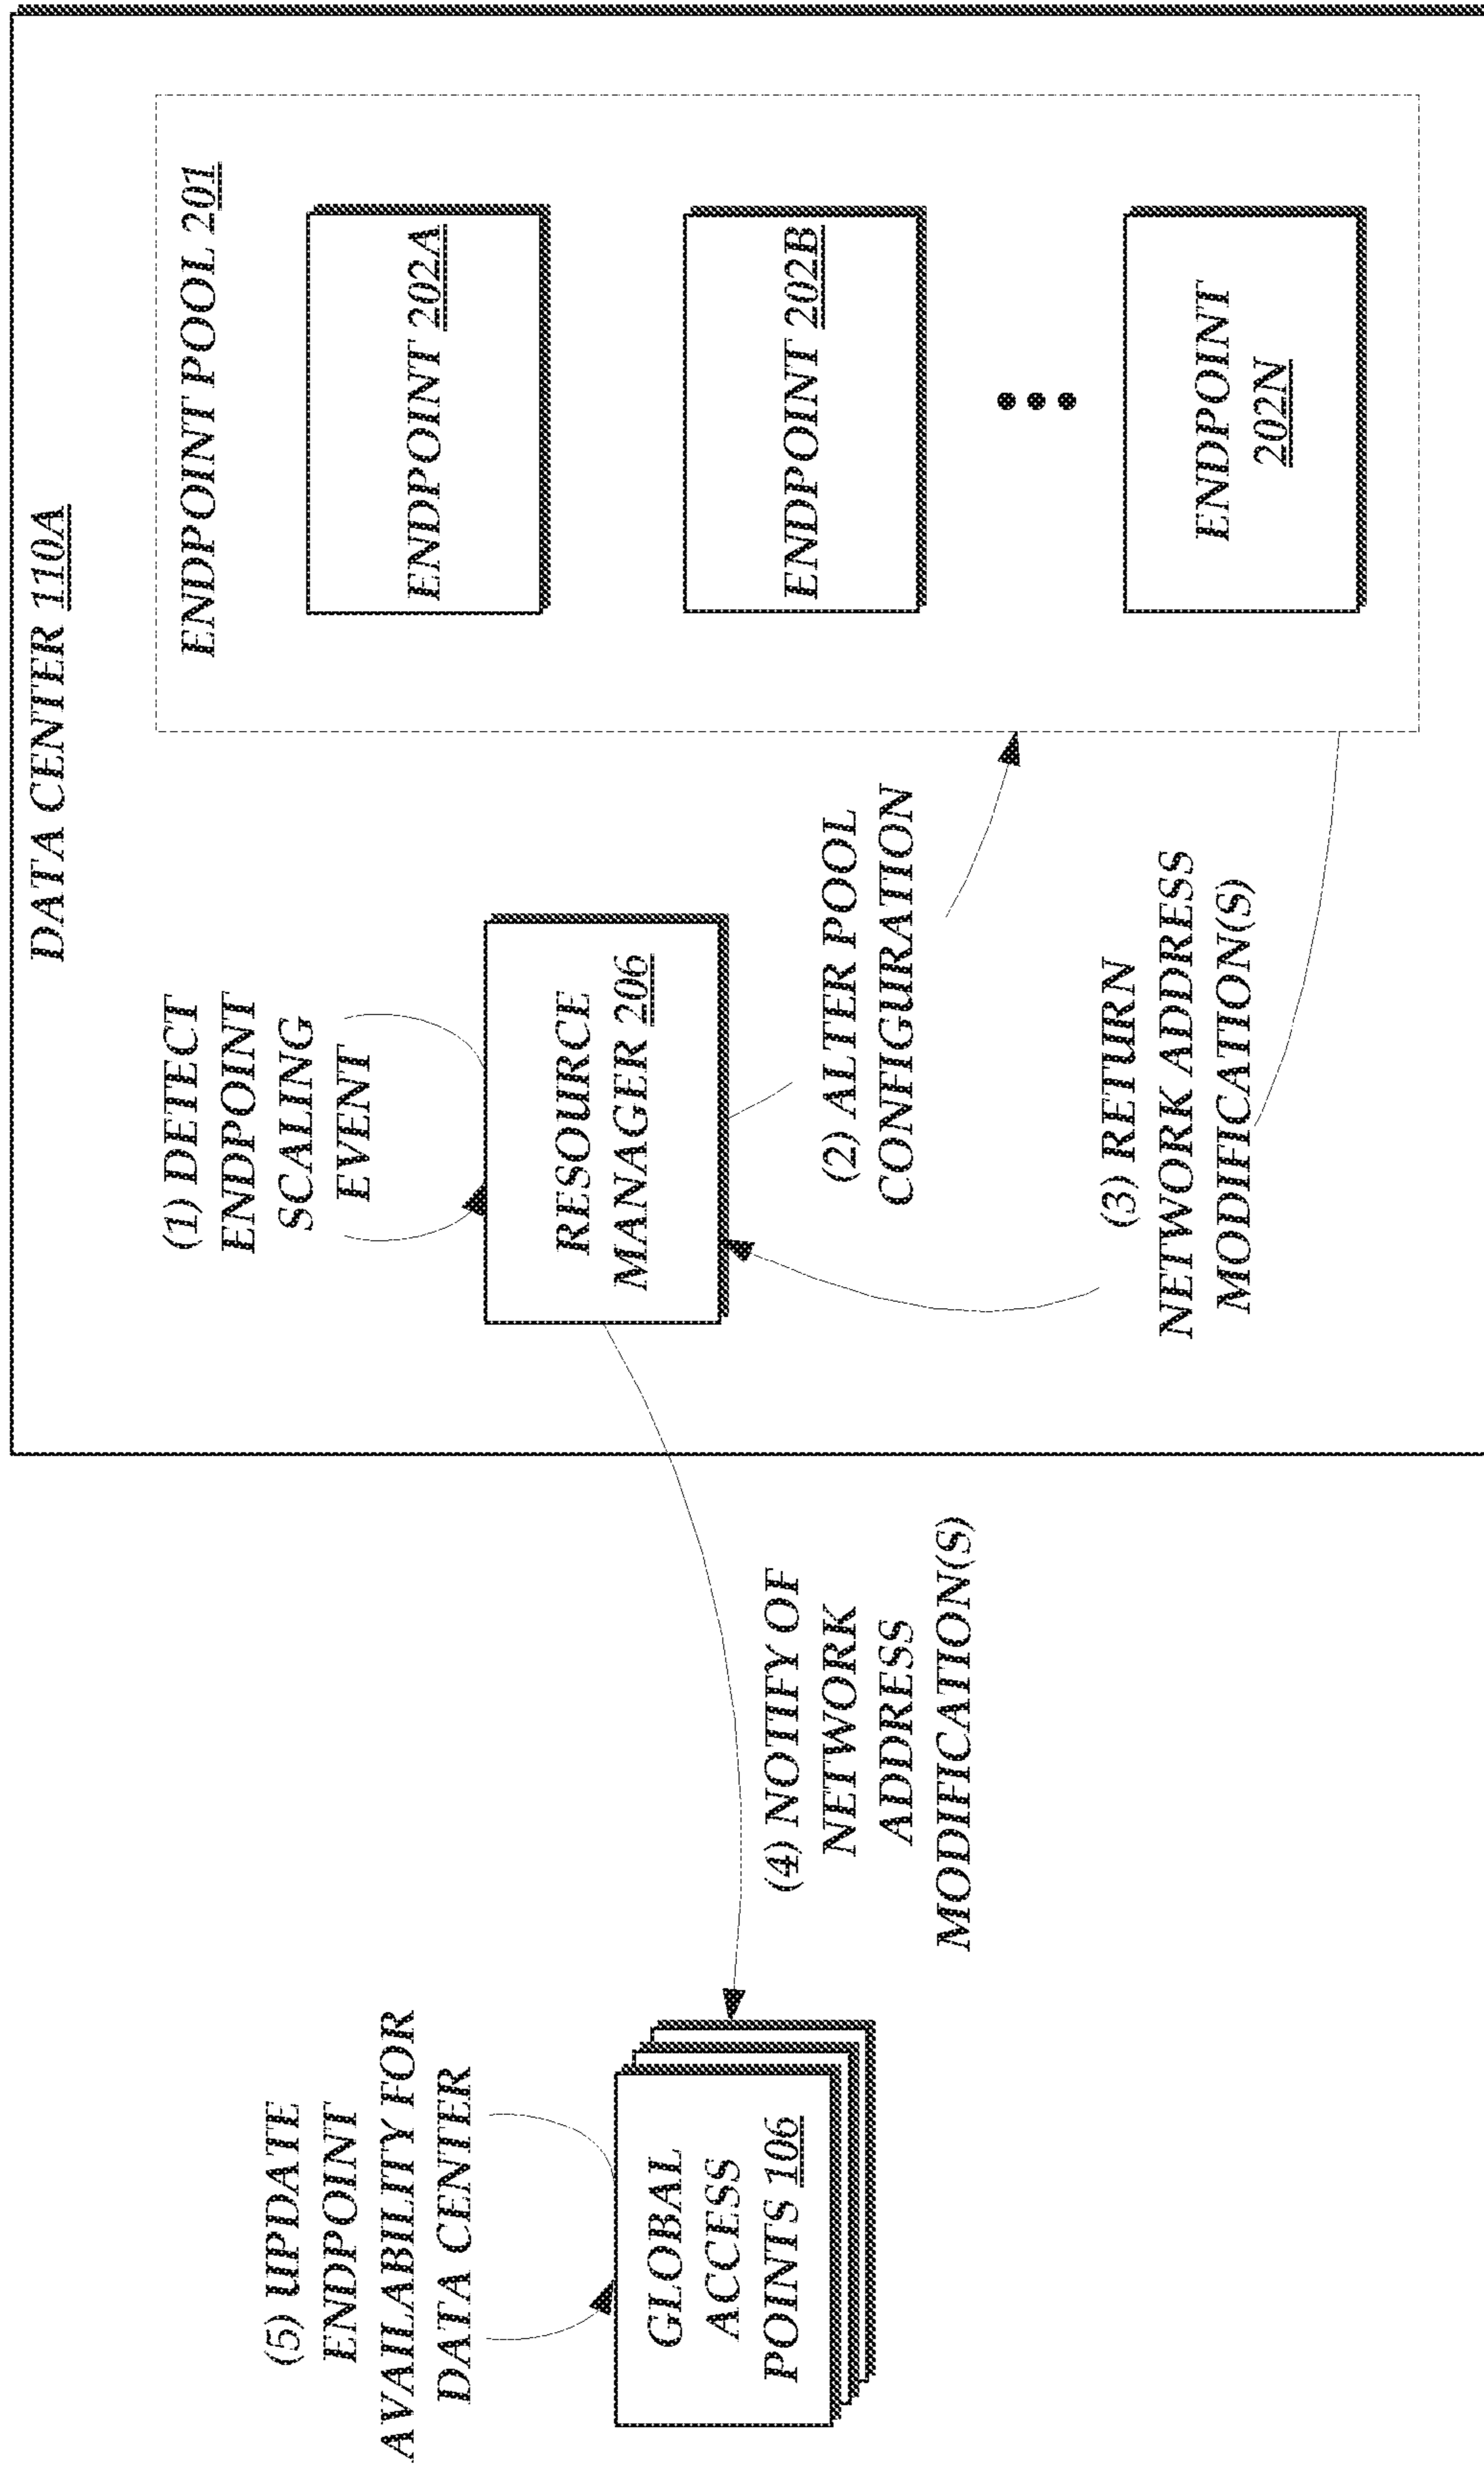 DATA CENTER 110A
(5) UPDATE
ENDPOINT
AVAILABILITY FOR
DATA CENTER
GLOBAL
ACCESS
POINTS 106
(4) NOTIFY OF
NETWORK
ADDRESS
MODIFICATION(S)
(1) DETECT
ENDPOINT
SCALING
EVENT
RESOURCE
MANAGER 206
(2) ALTER POOL
CONFIGURATION
(3) RETURN
NETWORK ADDRESS
MODIFICATION(S)
ENDPOINT POOL 201
ENDPOINT 202A
ENDPOINT 202B
ENDPOINT
202N